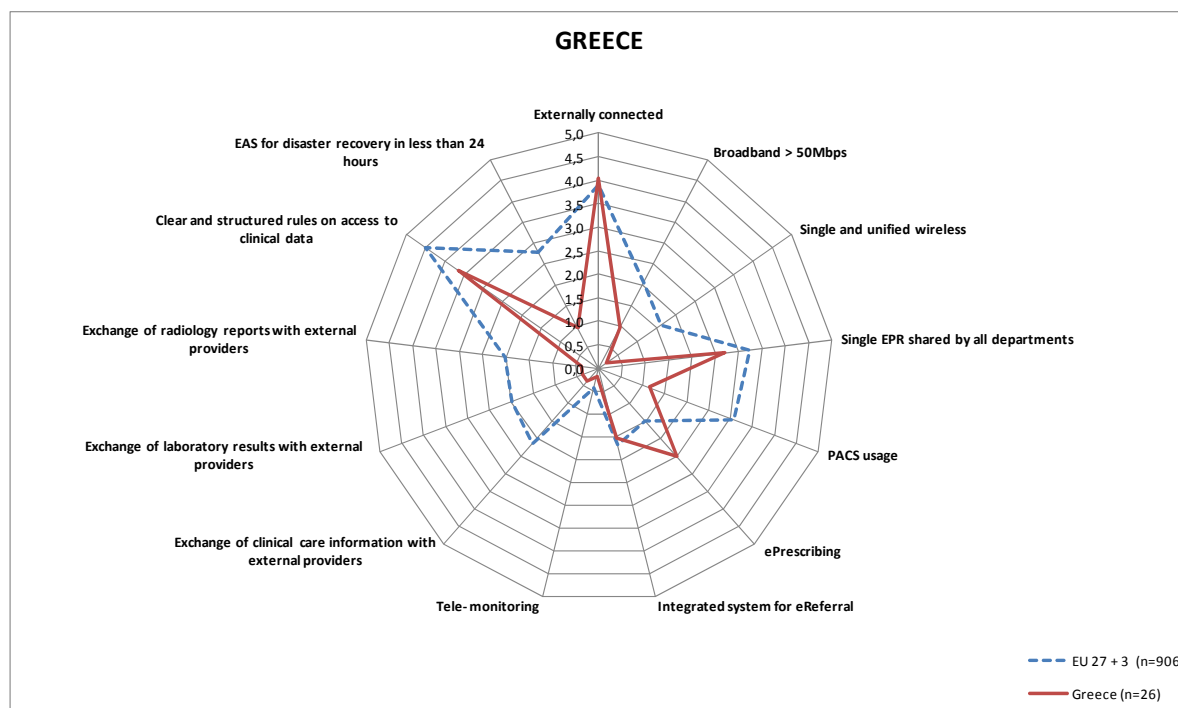 GREECE
Externally connected
EAS for disaster recovery in less than 24
hours
Broadband > 50Mbps
Clear and structured rules on access to
clinical data
Single and unified wireless
Exchange of radiology reports with external
providers
Single EPR shared by all departments
Exchange of laboratory results with external
providers
PACS usage
Exchange of clinical care information with
external providers
ePrescribing
Tele- monitoring
Integrated system for eReferral
5,0
4,5
4,0
3,5
3,0
2,5
2,0
1,5
1,0
0,5
0,0
EU 27 + 3 (n=906
Greece (n=26)